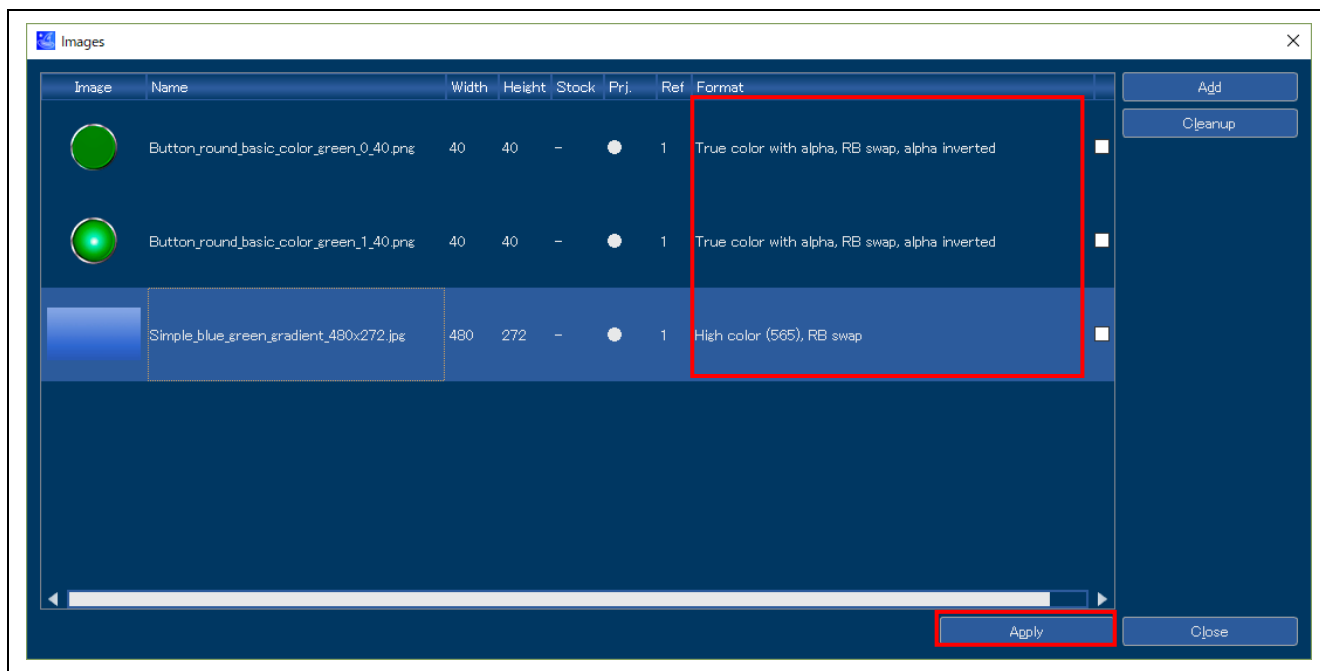 Images
Image Name Width Height Stock Prj. Ref Format
Add
Cleanup
Button_round_basic_color_green_0_40.png 40 40 - 1 True color with alpha, RB swap, alpha inverted
Button_round_basic_color_green_1_40.png 40 40 - 1 True color with alpha, RB swap, alpha inverted
Simple_blue_green_gradient_480x272.jpg 480 272 - 1 High color (565), RB swap
Apply
Close